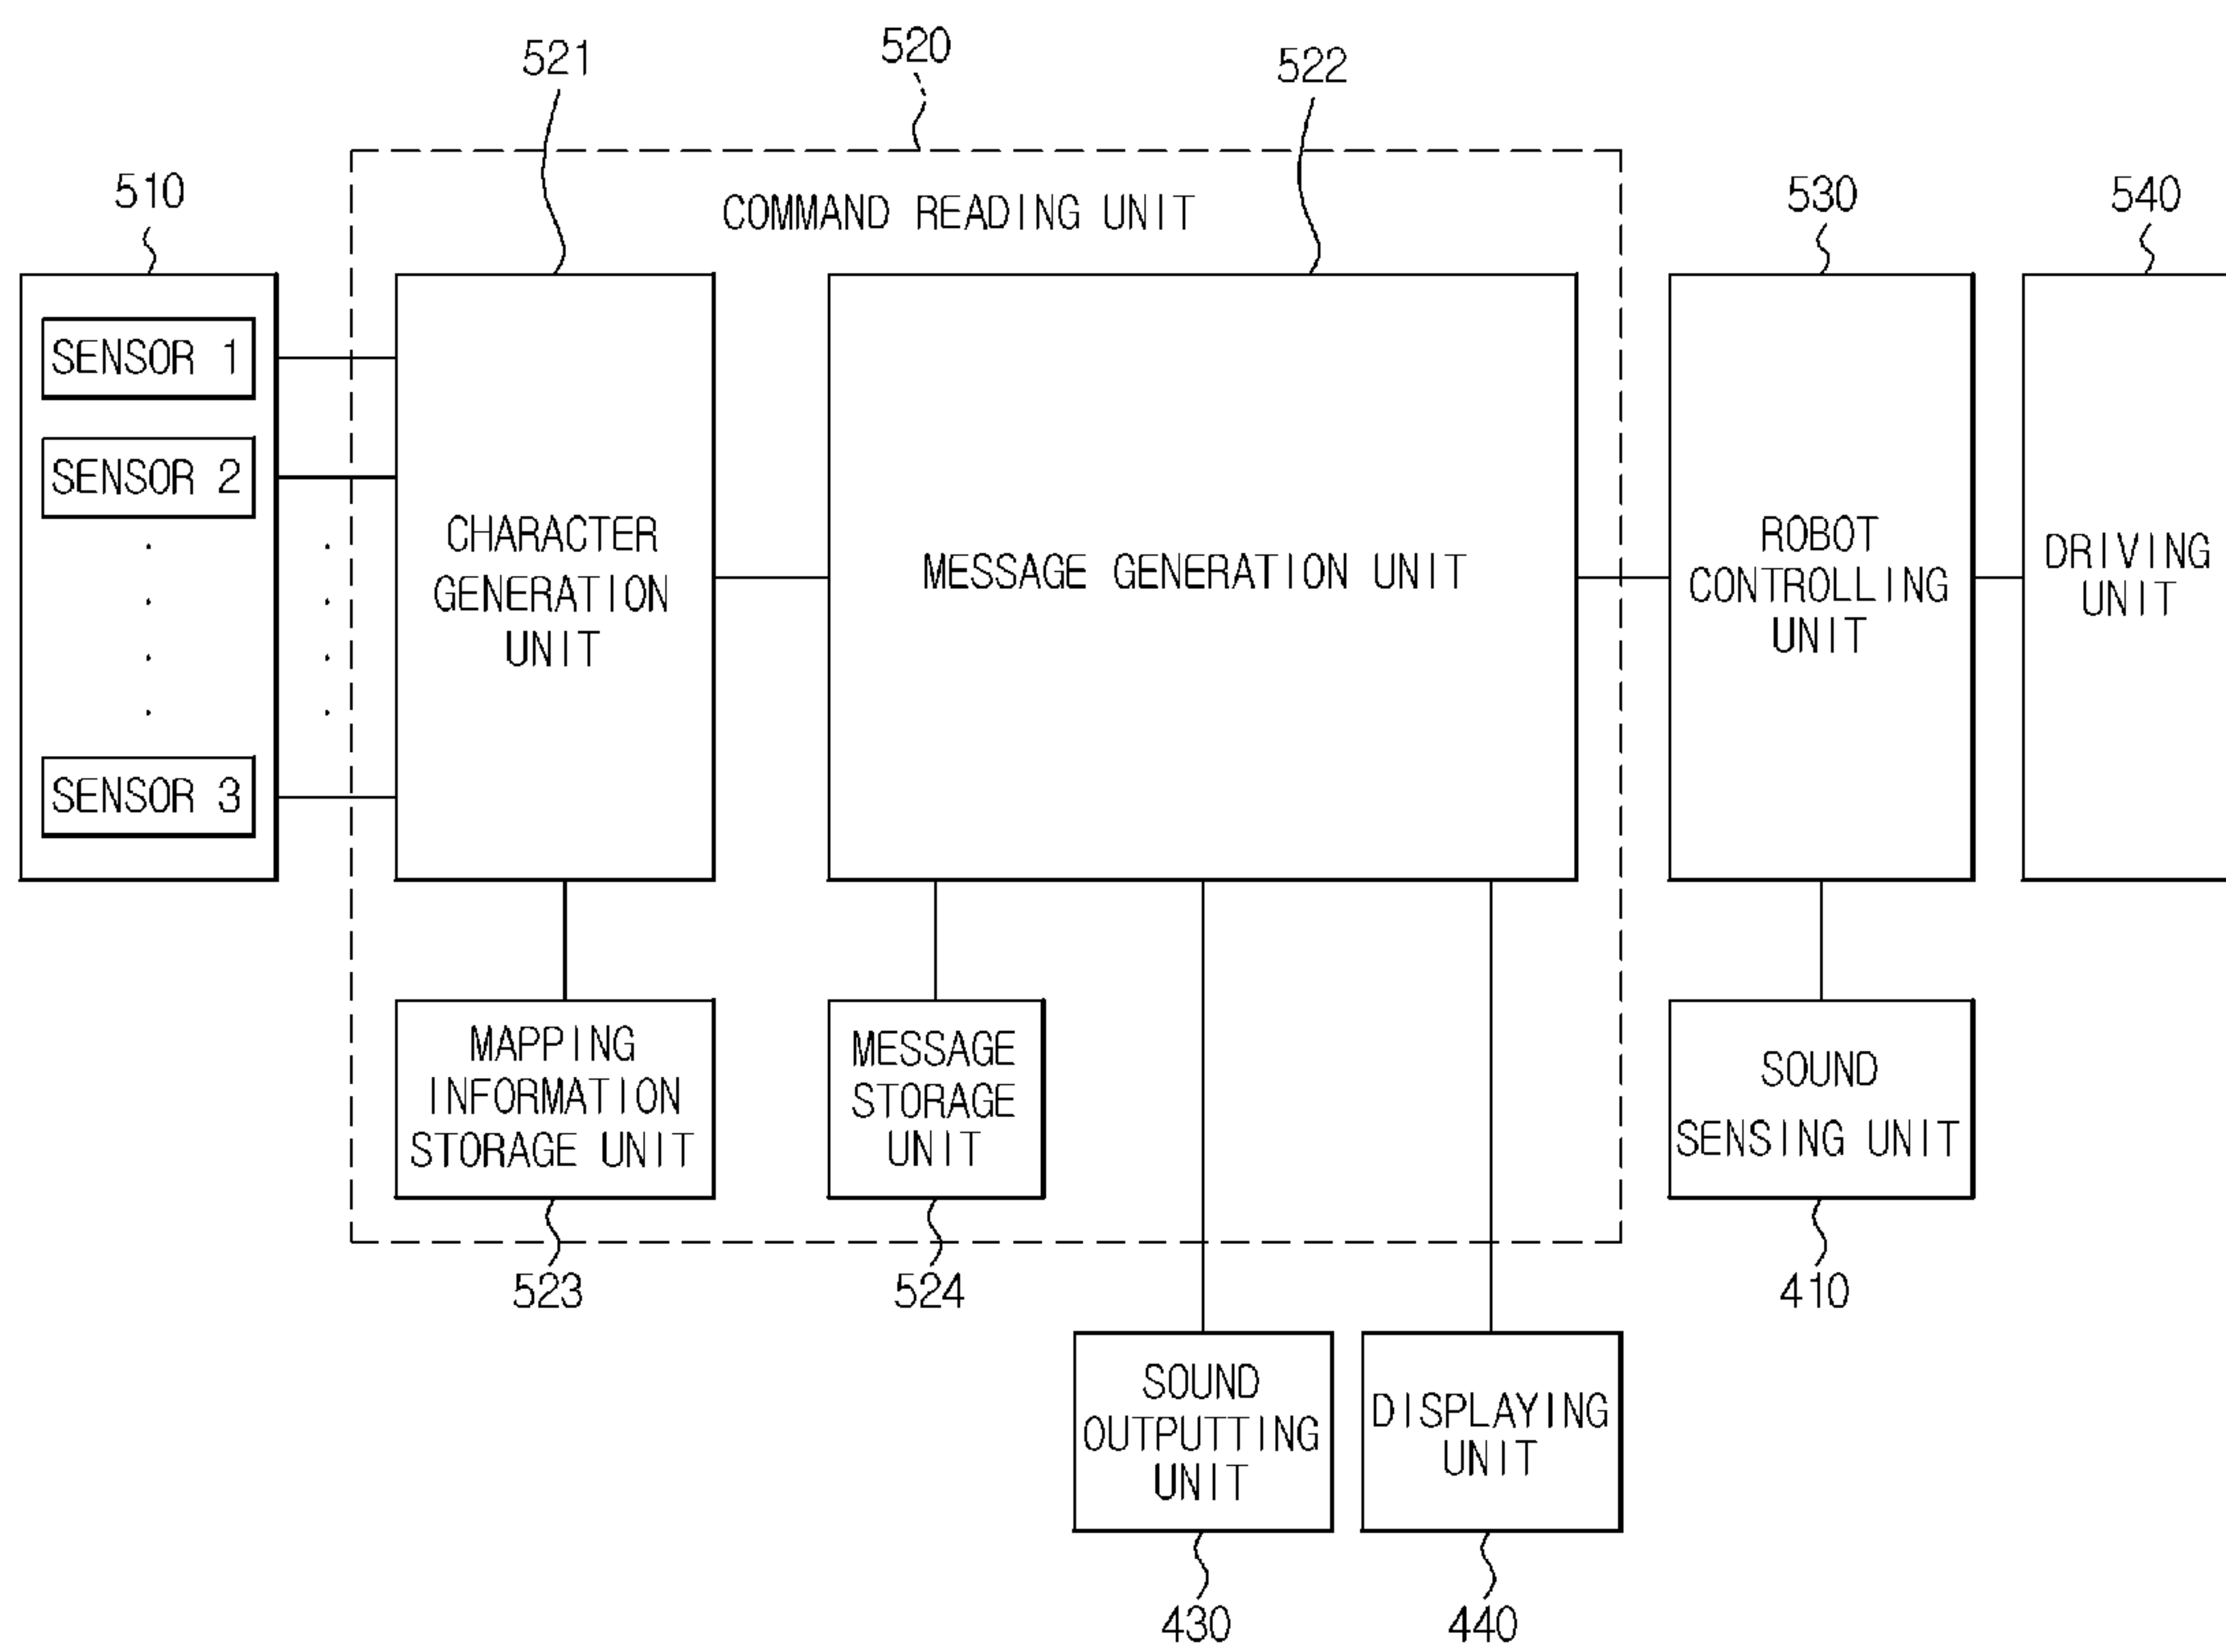 520
521
522
COMMAND READING UNIT
510
530
540
SENSOR 1
SENSOR 2
SENSOR 3
CHARACTER
GENERATION
UNIT
MESSAGE GENERATION UNIT
ROBOT
CONTROLLING
UNIT
DRIVING
UNIT
MAPPING
INFORMATION
STORAGE UNIT
MESSAGE
STORAGE
UNIT
SOUND
SENSING UNIT
523
524
410
SOUND
OUTPUTTING
UNIT
DISPLAYING
UNIT
430
440